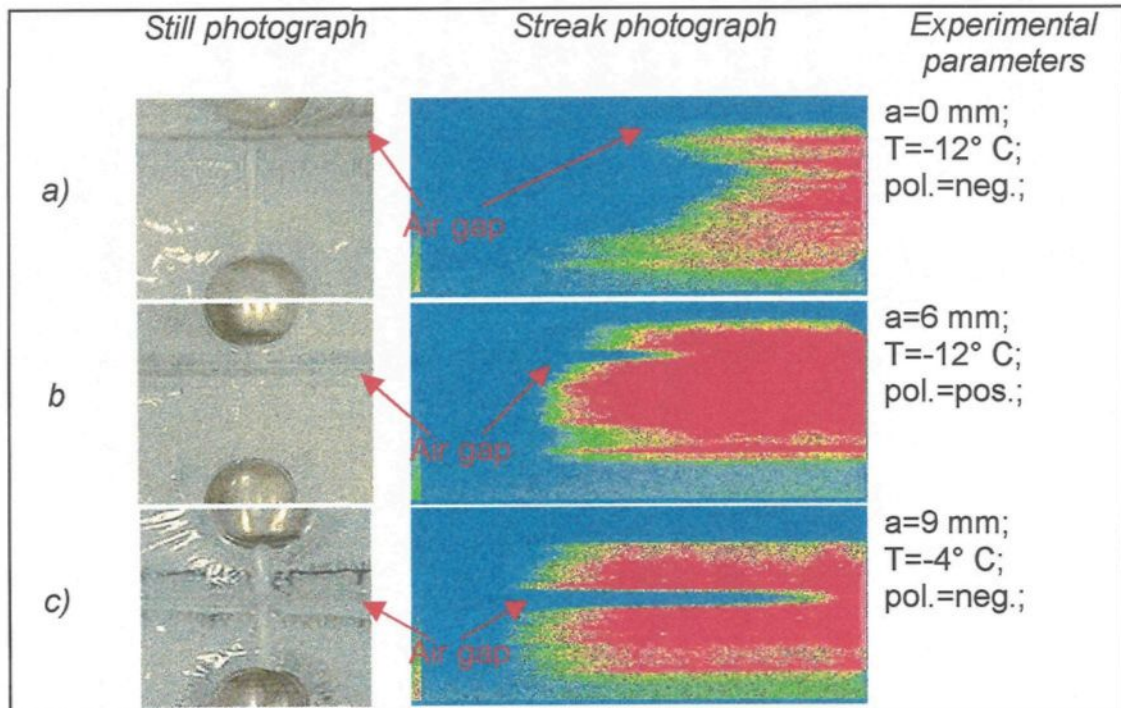 Still photograph
Streak photograph
Experimental
parameters
a)
Air gap
a=0 mm;
T=-12° C;
pol.=neg.;
b
Air gap
a=6 mm;
T=-12° C;
pol.=pos.;
c)
Air gap
a=9 mm;
T=-4° C;
pol.=neg.;